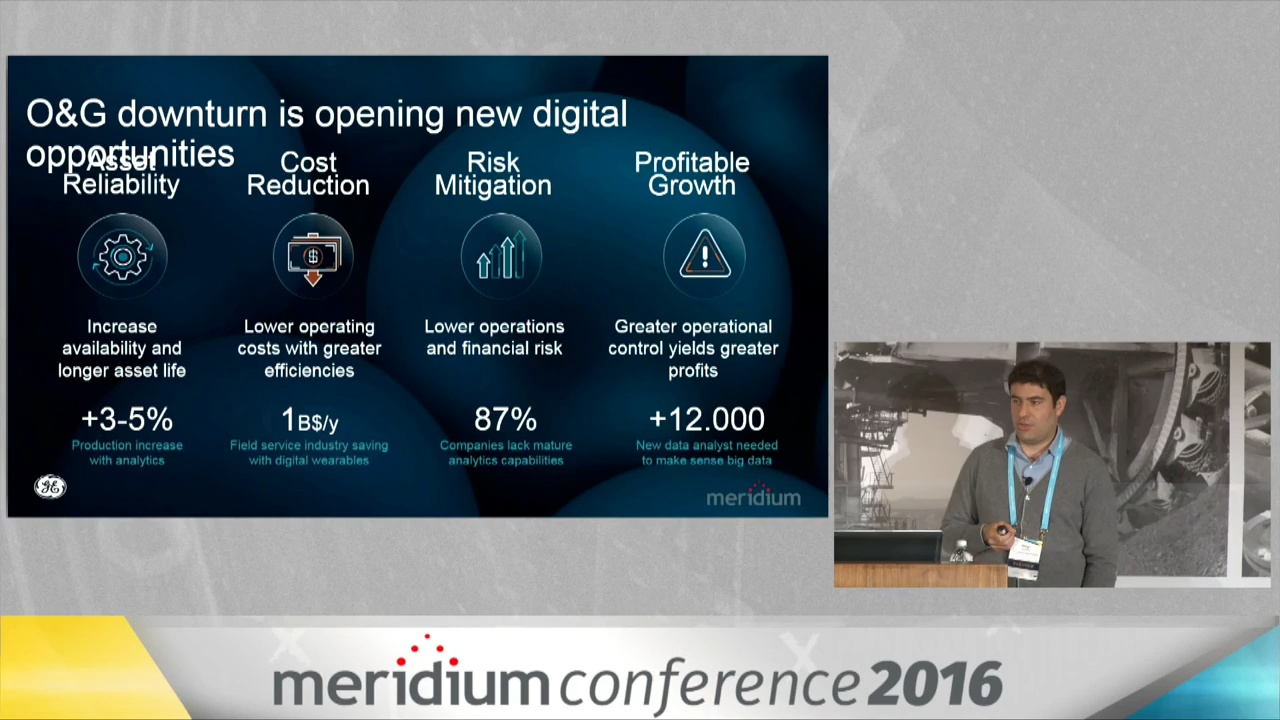 O&G downturn is opening new digital
opportunities
Asset
Reliability
Cost
Reduction
Risk
Mitigation
Profitable
Growth
$
!
Increase
availability and
longer asset life
Lower operating
costs with greater
efficiencies
Lower operations
and financial risk
Greater operational
control yields greater
profits
+3-5%
Production increase
with analytics
1B$/y
Field service industry saving
with digital wearables
87%
Companies lack mature
analytics capabilities
+12.000
New data analyst needed
to make sense big data
GE
meridium
meridium conference 2016